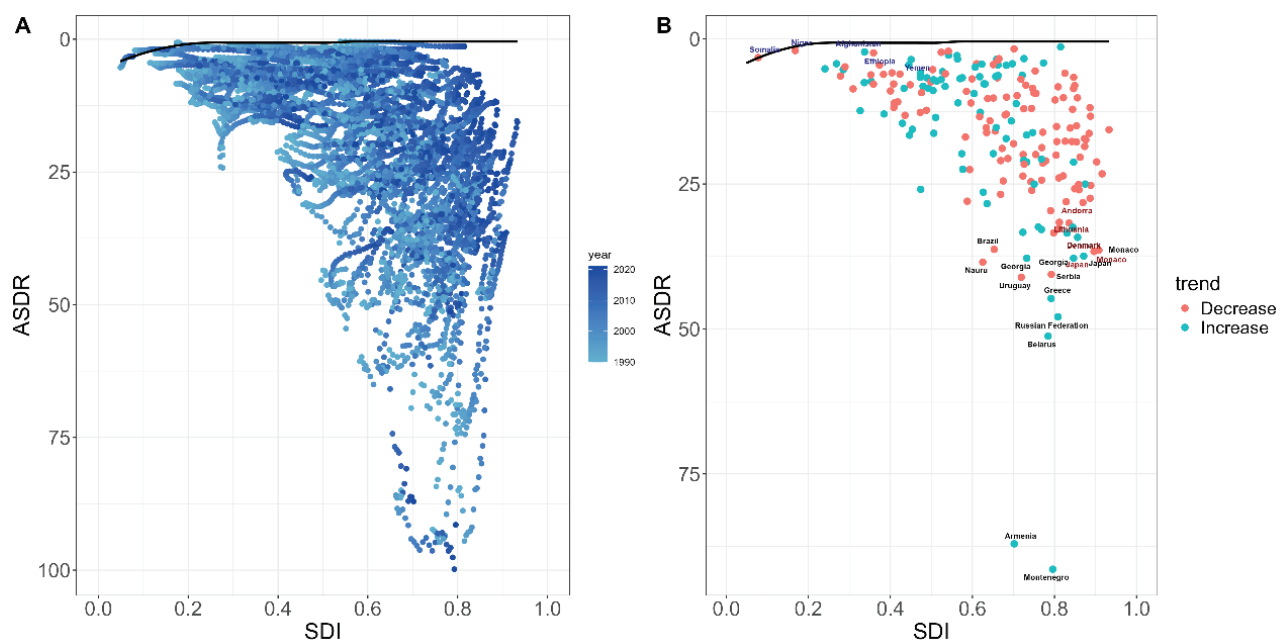 A
0
25
50
75
100
ASDR
0.0 0.2 0.4 0.6 0.8 1.0
SDI
year
2020
2010
2000
1990
B
0
25
50
75
ASDR
0.0 0.2 0.4 0.6 0.8 1.0
SDI
Somalia
Niger
Afghanistan
Ethiopia
Yemen
Andorra
Lithuania
Brazil
Denmark
Monaco
Nauru
Georgia
Georgia
Japan
Japan
Monaco
Uruguay
Serbia
Greece
Russian Federation
Belarus
Armenia
Montenegro
trend
Decrease
Increase